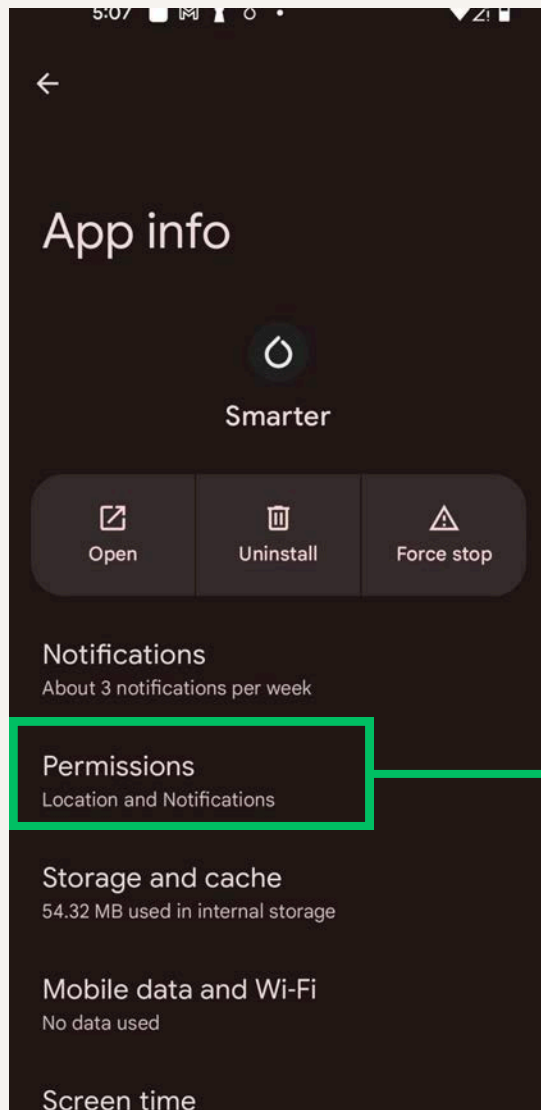 5:07
App info
Smarter
Open
Uninstall
Force stop
Notifications
About 3 notifications per week
Permissions
Location and Notifications
Storage and cache
54.32 MB used in internal storage
Mobile data and Wi-Fi
No data used
Screen time